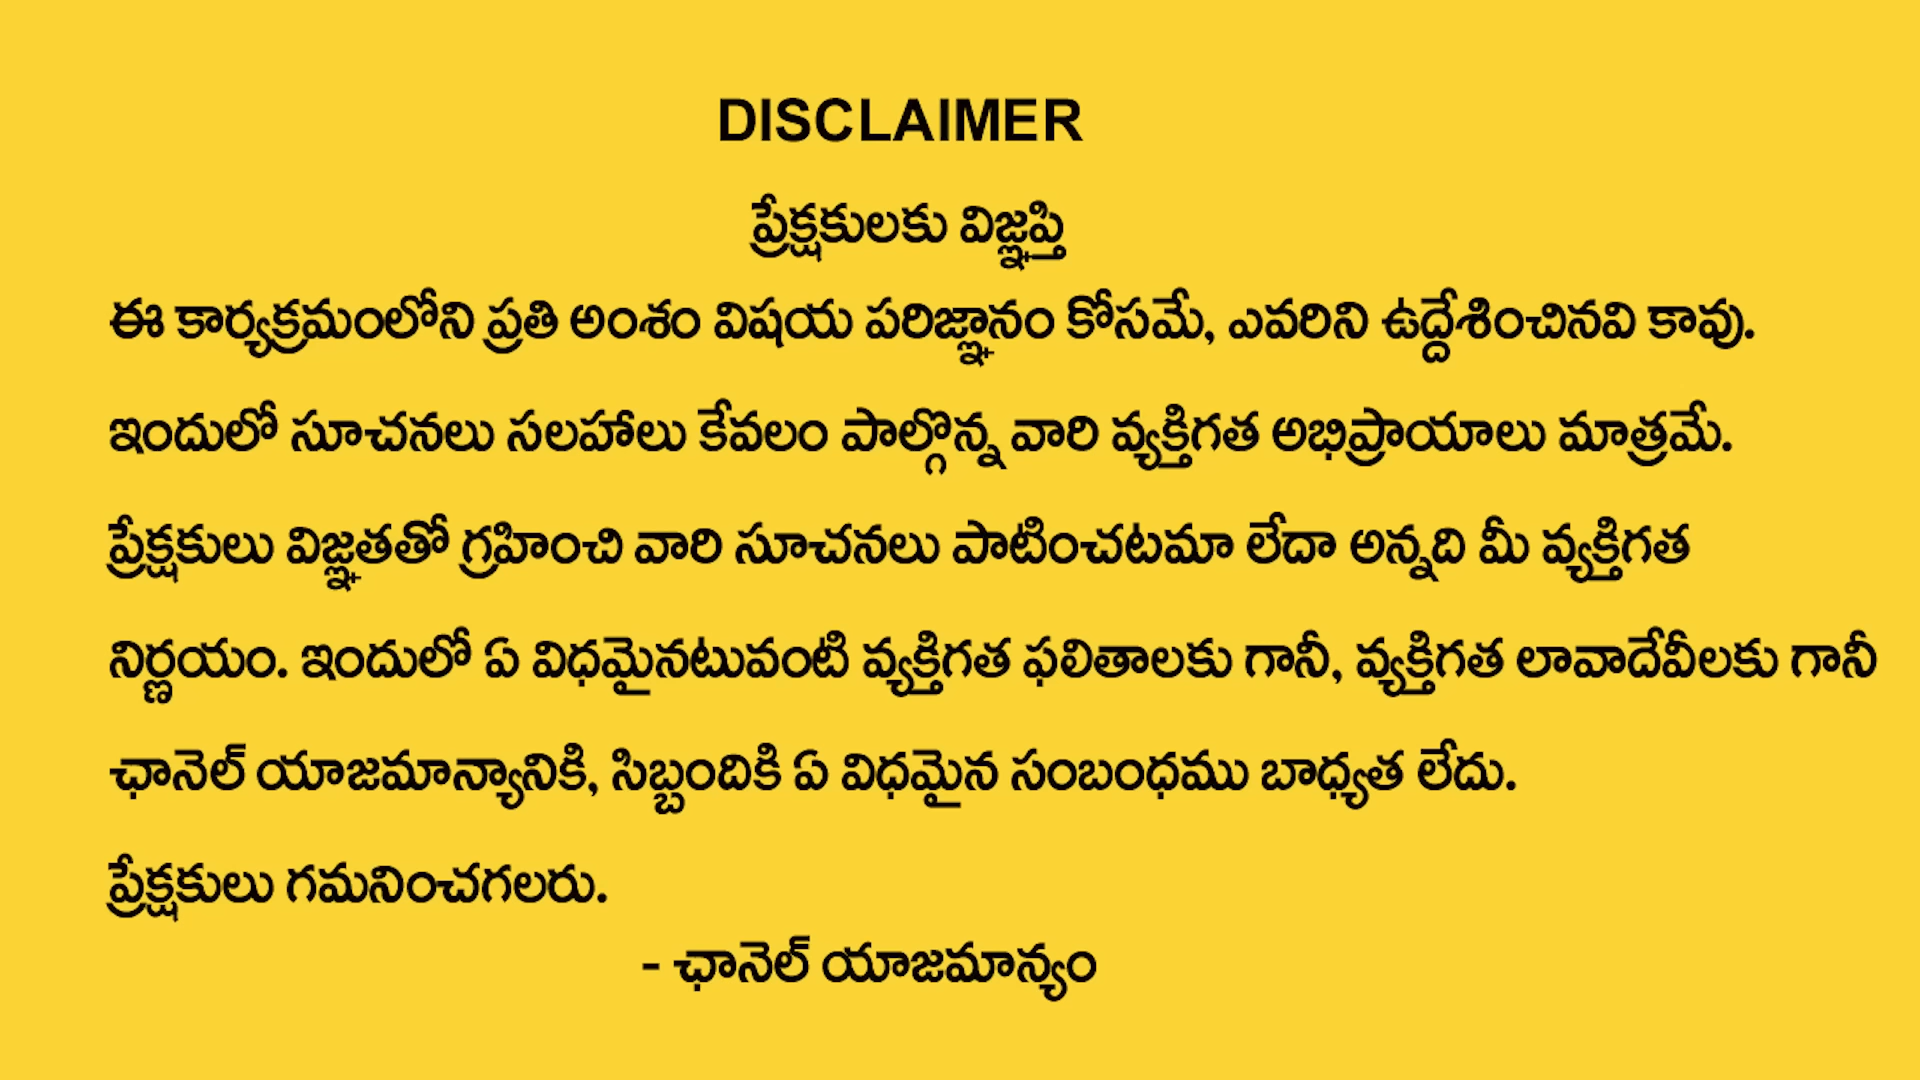 DISCLAIMER
ప్రేక్షకులకు విజ్ఞప్తి
ఈ కార్యక్రమంలోని ప్రతి అంశం విషయ పరిజ్ఞానం కోసమే, ఎవరిని ఉద్దేశించినవి కావు.
ఇందులో సూచనలు సలహాలు కేవలం పాల్గొన్న వారి వ్యక్తిగత అభిప్రాయాలు మాత్రమే.
ప్రేక్షకులు విజ్ఞతతో గ్రహించి వారి సూచనలు పాటించటమా లేదా అన్నది మీ వ్యక్తిగత
నిర్ణయం. ఇందులో ఏ విధమైనటువంటి వ్యక్తిగత ఫలితాలకు గానీ, వ్యక్తిగత లావాదేవీలకు గానీ
ఛానెల్ యాజమాన్యానికి, సిబ్బందికి ఏ విధమైన సంబంధము బాధ్యత లేదు.
ప్రేక్షకులు గమనించగలరు.
- ఛానెల్ యాజమాన్యం